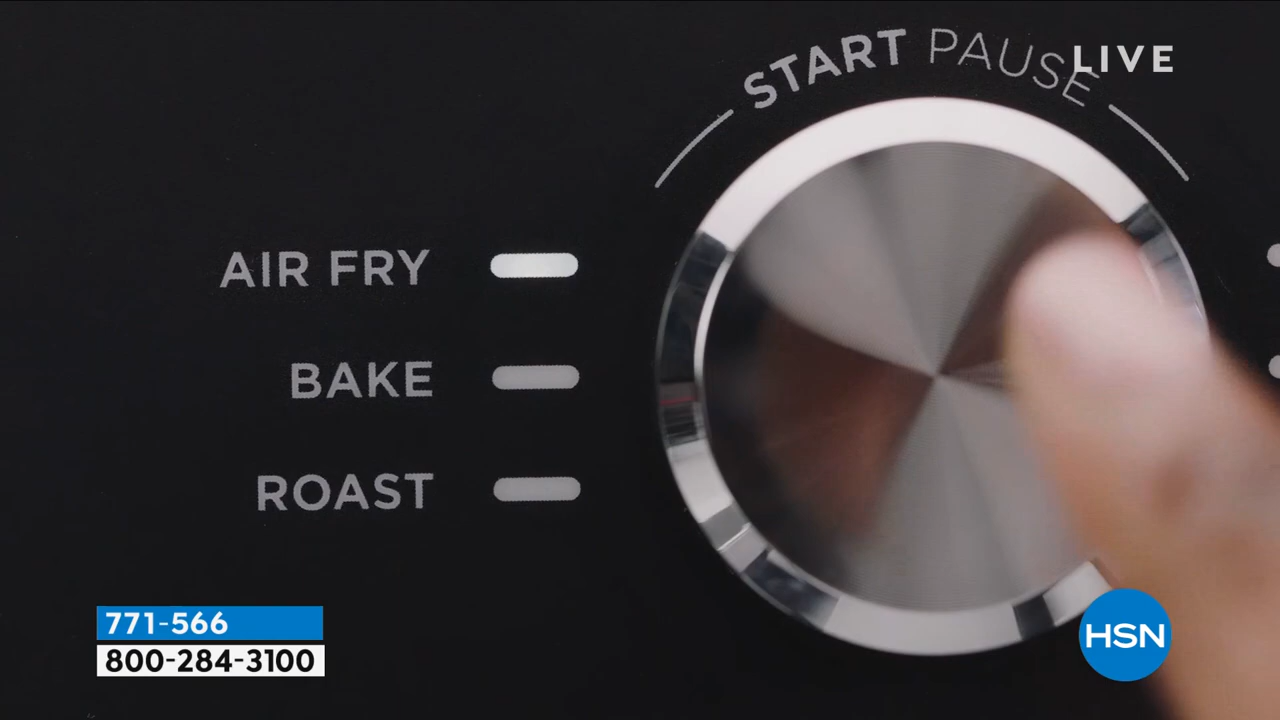 START PAUSE
LIVE
AIR FRY
BAKE
ROAST
771-566
800-284-3100
HSN